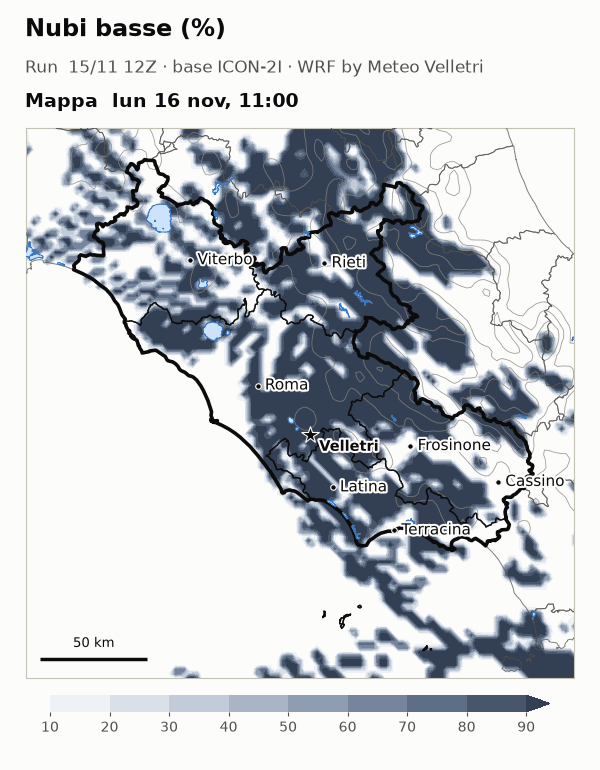 Nubi basse (%)
Run  15/11 12Z · base ICON-2I · WRF by Meteo Velletri
Mappa  lun 16 nov, 11:00
Viterbo
Rieti
Roma
Velletri
Frosinone
Cassino
Latina
Terracina
50 km
10 20 30 40 50 60 70 80 90